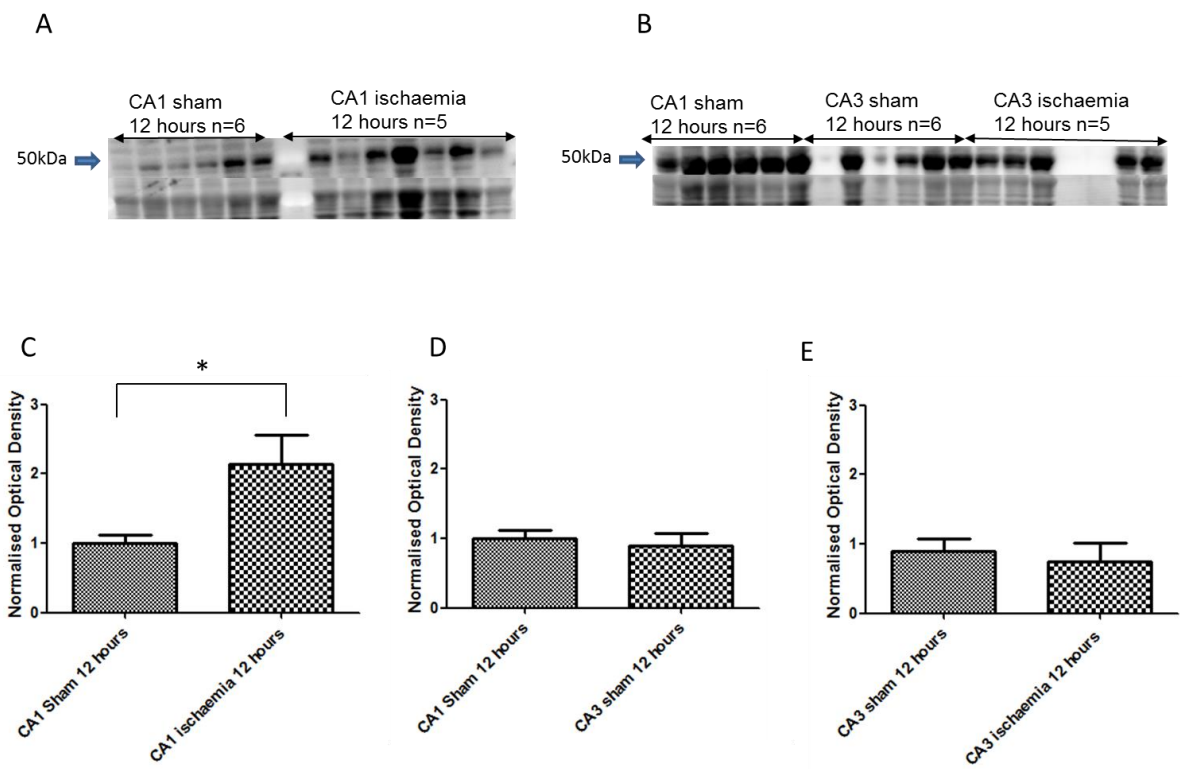 A
B
CA1 sham
12 hours n=6
CA1 ischaemia
12 hours n=5
50kDa
CA1 sham
12 hours n=6
CA3 sham
12 hours n=6
CA3 ischaemia
12 hours n=5
50kDa
C
D
E
*
Normalised Optical Density
3
2
1
0
CA1 Sham 12 hours
CA1 ischaemia 12 hours
Normalised Optical Density
3
2
1
0
CA1 Sham 12 hours
CA3 sham 12 hours
Normalised Optical Density
3
2
1
0
CA3 sham 12 hours
CA3 ischaemia 12 hours